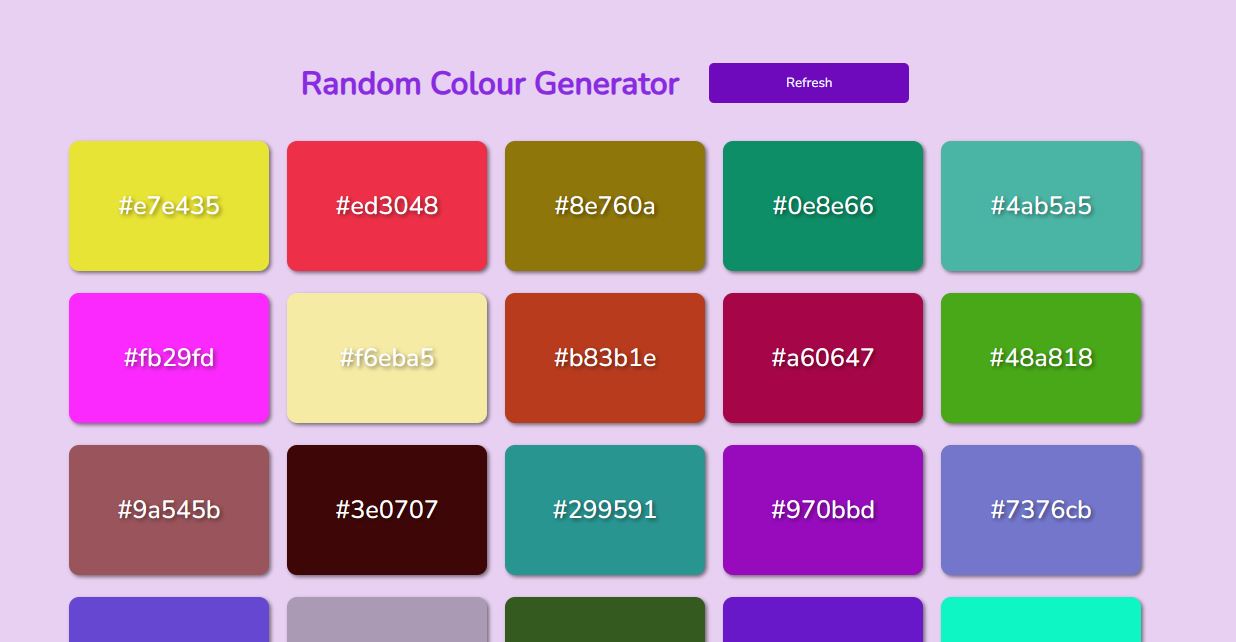 Random Colour Generator Refresh
#e7e435 #ed3048 #8e760a #0e8e66 #4ab5a5
#fb29fd #f6eba5 #b83b1e #a60647 #48a818
#9a545b #3e0707 #299591 #970bbd #7376cb